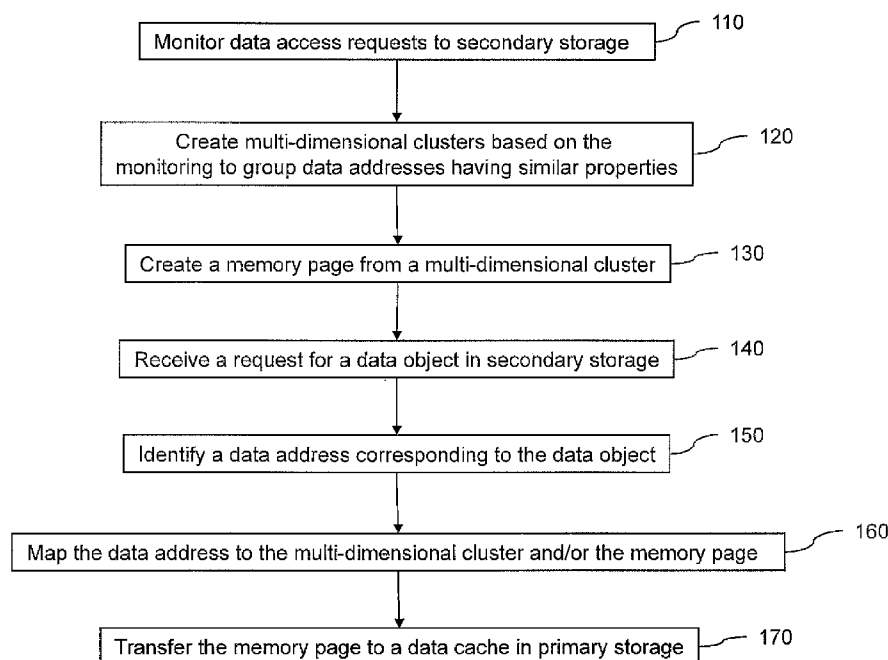 Monitor data access requests to secondary storage
110
Create multi-dimensional clusters based on the
monitoring to group data addresses having similar properties
120
Create a memory page from a multi-dimensional cluster
130
Receive a request for a data object in secondary storage
140
Identify a data address corresponding to the data object
150
Map the data address to the multi-dimensional cluster and/or the memory page
160
Transfer the memory page to a data cache in primary storage
170